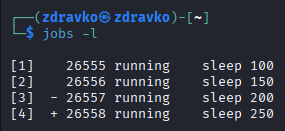 ┌──(zdravko㉿zdravko)-[~]
└─$ jobs -l
[1]    26555 running    sleep 100
[2]    26556 running    sleep 150
[3]  - 26557 running    sleep 200
[4]  + 26558 running    sleep 250